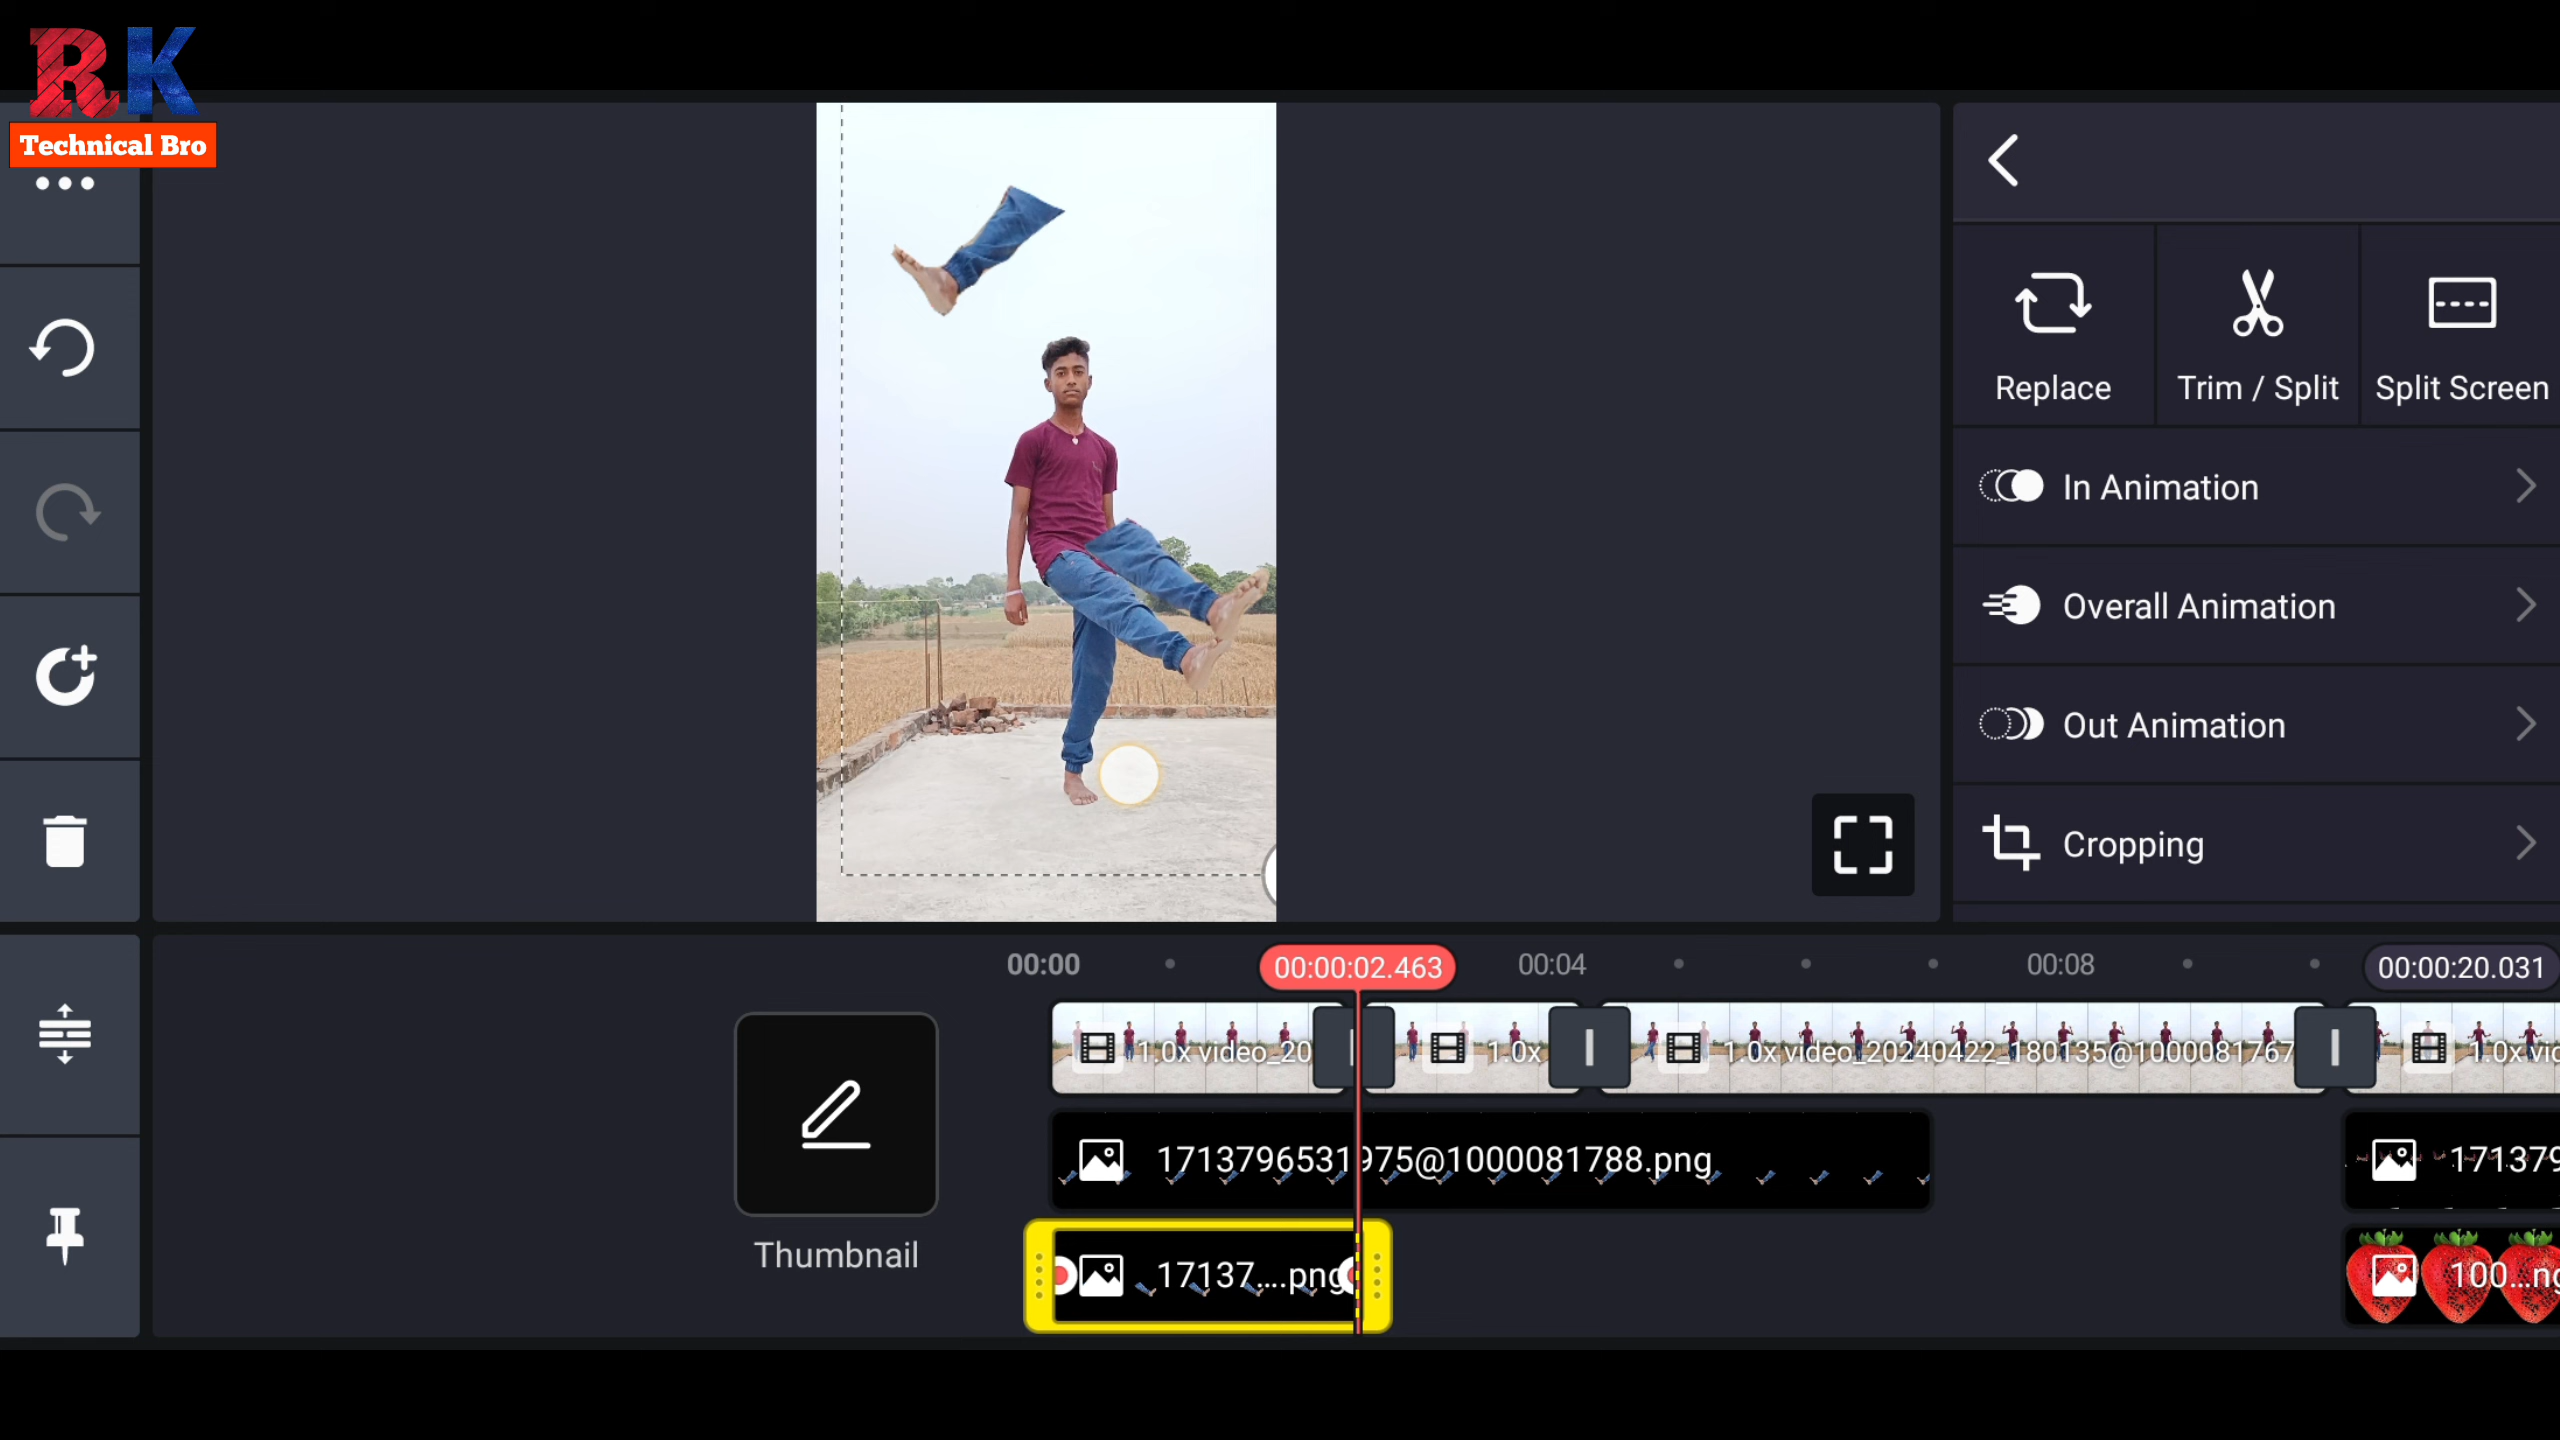 RK
Technical Bro
Replace
Trim / Split
Split Screen
In Animation
Overall Animation
Out Animation
Cropping
00:00
00:00:02.463
00:04
00:08
00:00:20.031
1.0x video_20
1.0x
1.0x video_20240422_180135@1000081767
1.0x vid
1713796531975@1000081788.png
171379
Thumbnail
17137....png
100...ng